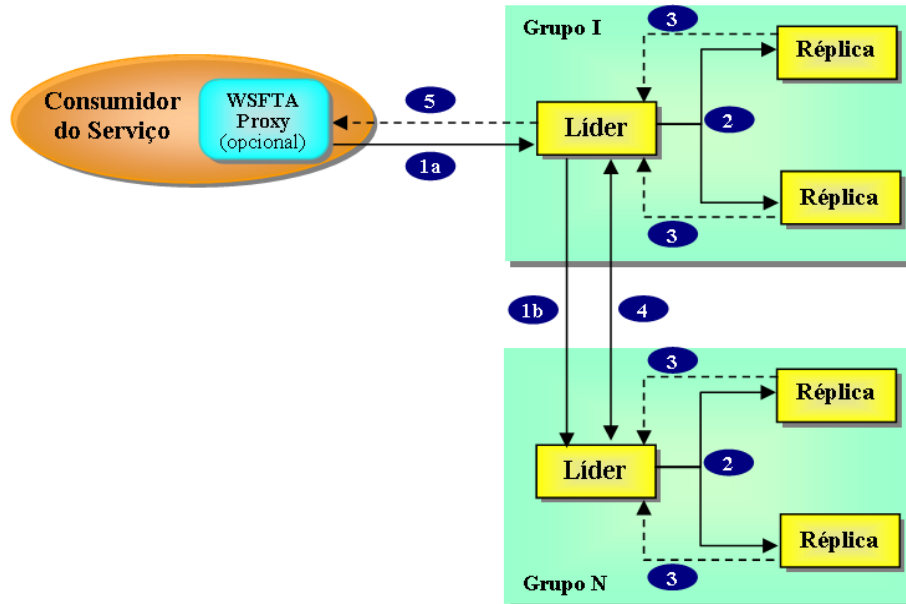 Grupo I
3
Réplica
Consumidor
do Serviço
WSFTA
Proxy
(opcional)
5
1a
Líder
2
Réplica
3
1b
4
3
Réplica
Líder
2
Réplica
3
Grupo N